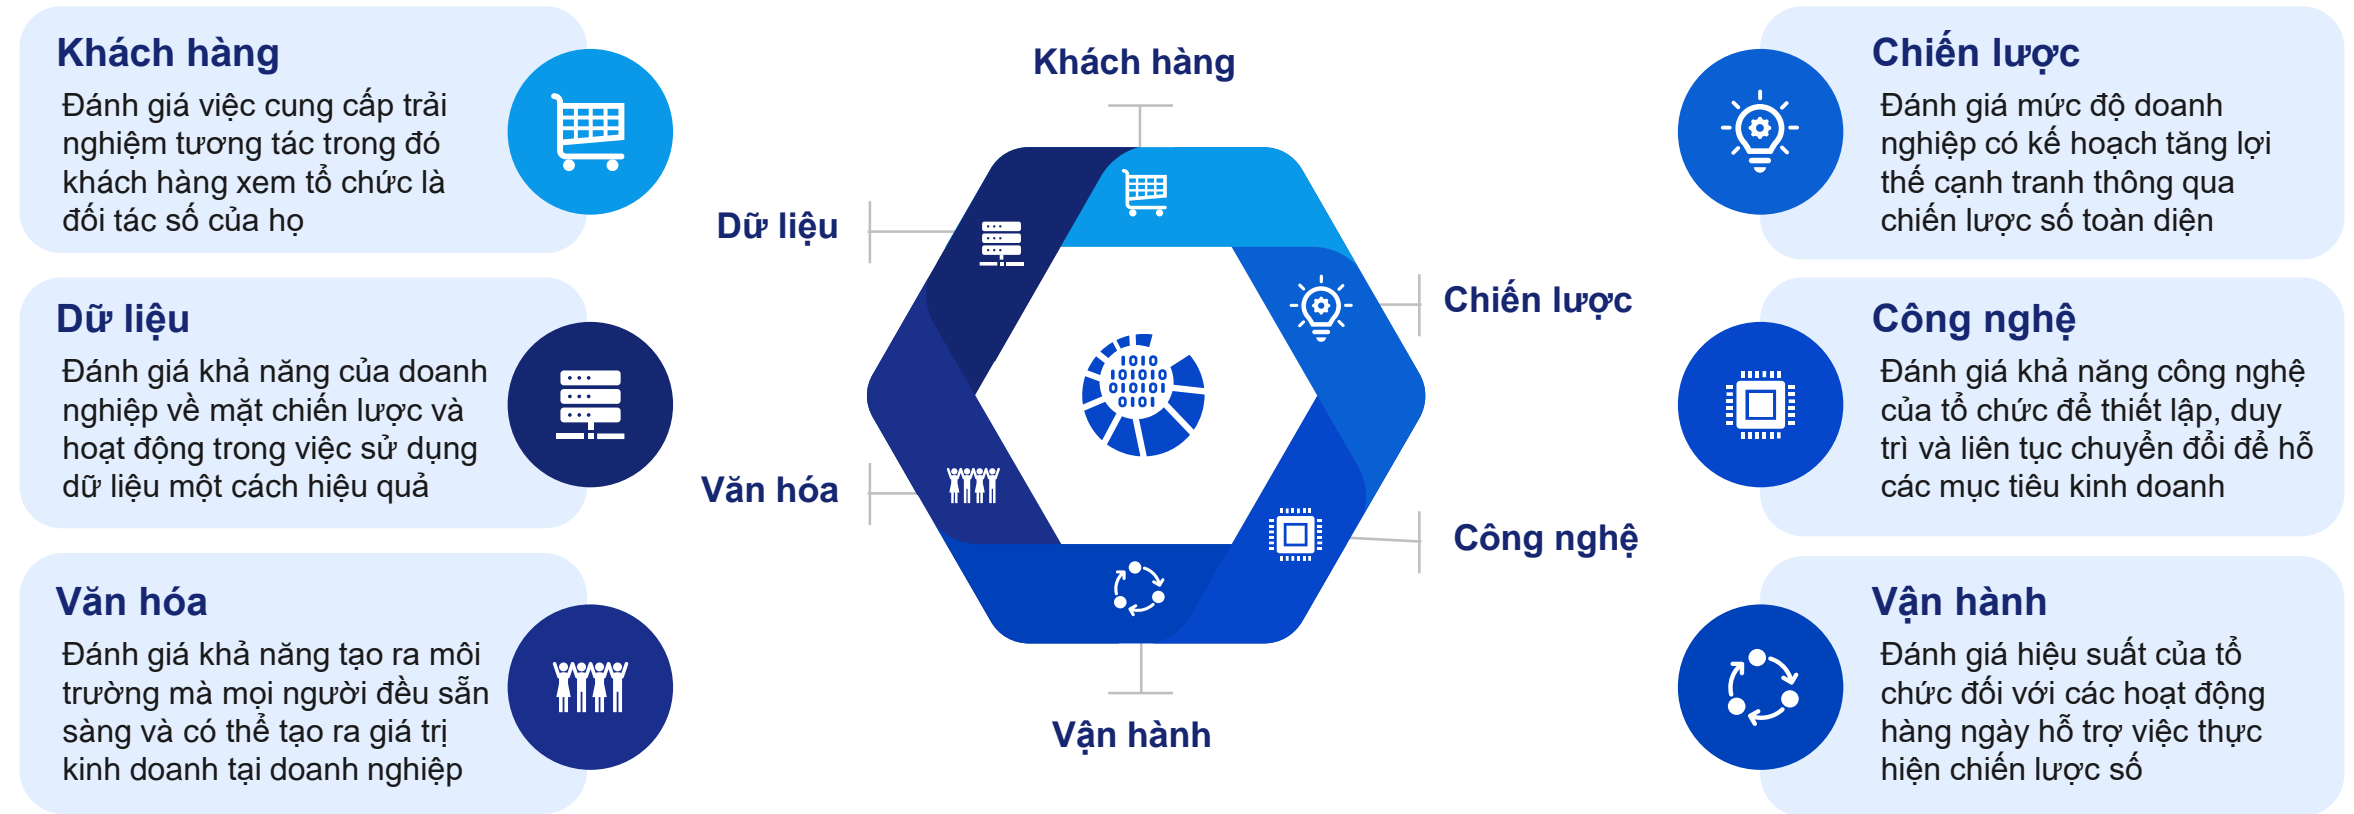 Khách hàng
Đánh giá việc cung cấp trải
nghiệm tương tác trong đó
khách hàng xem tổ chức là
đối tác số của họ
Dữ liệu
Đánh giá khả năng của doanh
nghiệp về mặt chiến lược và
hoạt động trong việc sử dụng
dữ liệu một cách hiệu quả
Văn hóa
Đánh giá khả năng tạo ra môi
trường mà mọi người đều sẵn
sàng và có thể tạo ra giá trị
kinh doanh tại doanh nghiệp
Khách hàng
Dữ liệu
Chiến lược
Văn hóa
Công nghệ
Vận hành
1010
01010
010101
0101
Chiến lược
Đánh giá mức độ doanh
nghiệp có kế hoạch tăng lợi
thế cạnh tranh thông qua
chiến lược số toàn diện
Công nghệ
Đánh giá khả năng công nghệ
của tổ chức để thiết lập, duy
trì và liên tục chuyển đổi để hỗ
các mục tiêu kinh doanh
Vận hành
Đánh giá hiệu suất của tổ
chức đối với các hoạt động
hàng ngày hỗ trợ việc thực
hiện chiến lược số